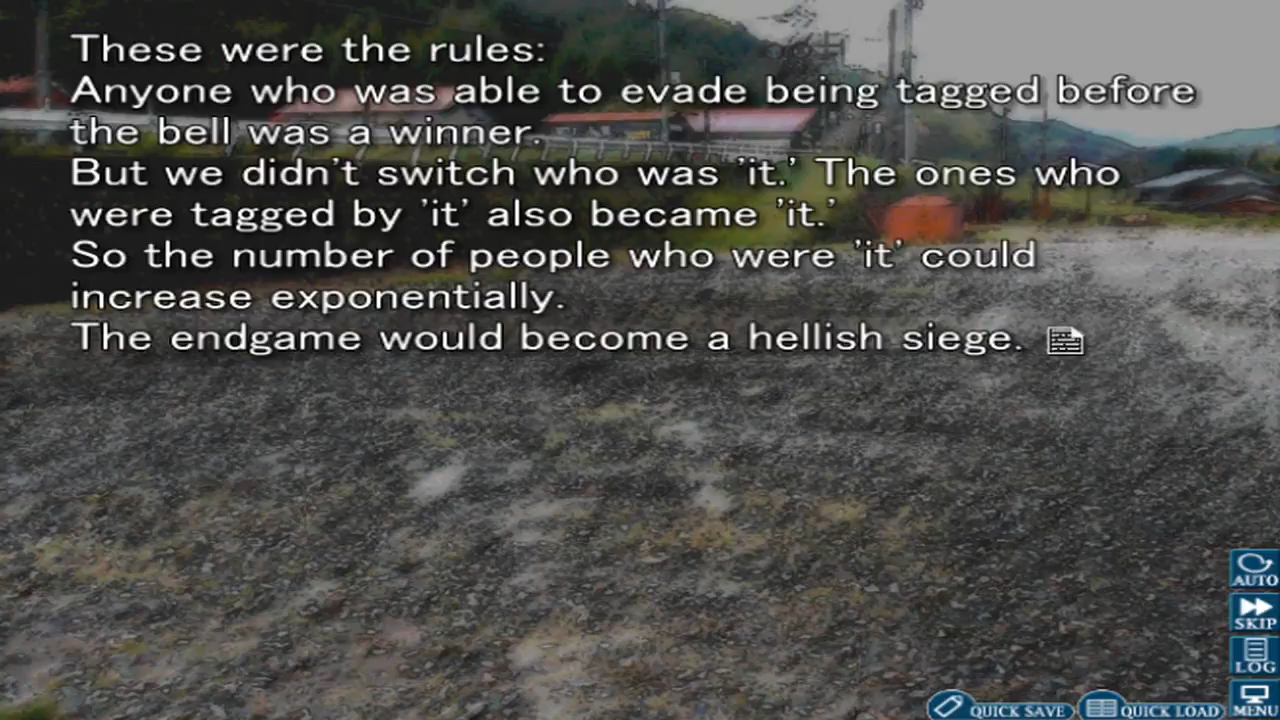 These were the rules:
Anyone who was able to evade being tagged before
the bell was a winner.
But we didn't switch who was 'it.' The ones who
were tagged by 'it' also became 'it.'
So the number of people who were 'it' could
increase exponentially.
The endgame would become a hellish siege.
AUTO
SKIP
LOG
MENU
QUICK SAVE
QUICK LOAD